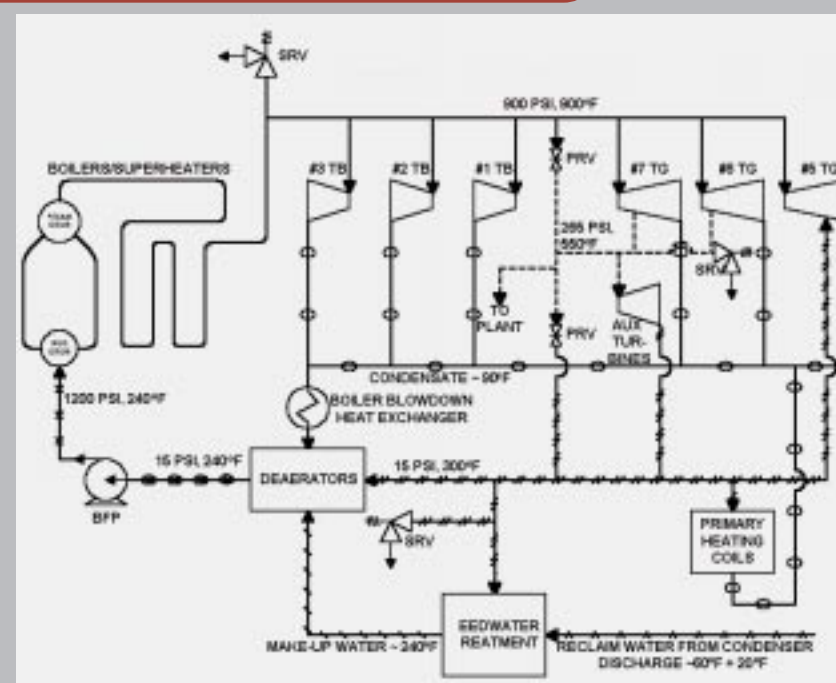 SRV
900 PSI, 900°F
BOILERS/SUPERHEATERS
#3 TB
#2 TB
#1 TB
PRV
#7 TG
#6 TG
#5 TG
265 PSI,
550°F
SRV
TO
PLANT
PRV
AUX
TUR-
BINES
CONDENSATE ~90°F
1200 PSI, 240°F
BOILER BLOWDOWN
HEAT EXCHANGER
15 PSI, 240°F
DEAERATORS
15 PSI, 300°F
BFP
SRV
PRIMARY
HEATING
COILS
EEDWATER
REATMENT
MAKE-UP WATER ~ 240°F
RECLAIM WATER FROM CONDENSER
DISCHARGE ~60°F + 20°F